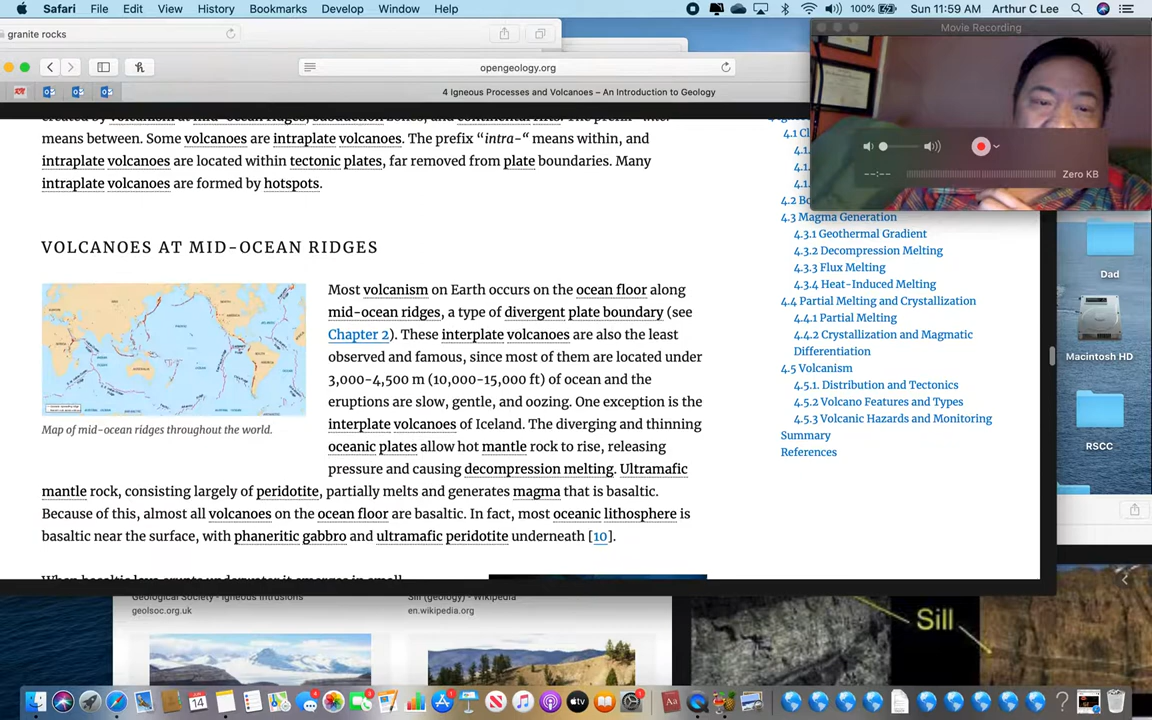 Safari File Edit View History Bookmarks Develop Window Help 100% Sun 11:59 AM Arthur C Lee
granite rocks
Movie Recording
opengeology.org
4 Igneous Processes and Volcanoes – An Introduction to Geology
means between. Some volcanoes are intraplate volcanoes. The prefix “intra-“ means within, and
intraplate volcanoes are located within tectonic plates, far removed from plate boundaries. Many
intraplate volcanoes are formed by hotspots.
VOLCANOES AT MID-OCEAN RIDGES
Most volcanism on Earth occurs on the ocean floor along
mid-ocean ridges, a type of divergent plate boundary (see
Chapter 2). These interplate volcanoes are also the least
observed and famous, since most of them are located under
3,000–4,500 m (10,000-15,000 ft) of ocean and the
eruptions are slow, gentle, and oozing. One exception is the
interplate volcanoes of Iceland. The diverging and thinning
oceanic plates allow hot mantle rock to rise, releasing
pressure and causing decompression melting. Ultramafic
mantle rock, consisting largely of peridotite, partially melts and generates magma that is basaltic.
Because of this, almost all volcanoes on the ocean floor are basaltic. In fact, most oceanic lithosphere is
basaltic near the surface, with phaneritic gabbro and ultramafic peridotite underneath [10].
Map of mid-ocean ridges throughout the world.
4.1
4.2
4.3 Magma Generation
4.3.1 Geothermal Gradient
4.3.2 Decompression Melting
4.3.3 Flux Melting
4.3.4 Heat-Induced Melting
4.4 Partial Melting and Crystallization
4.4.1 Partial Melting
4.4.2 Crystallization and Magmatic
Differentiation
4.5 Volcanism
4.5.1. Distribution and Tectonics
4.5.2 Volcano Features and Types
4.5.3 Volcanic Hazards and Monitoring
Summary
References
--:-- Zero KB
Dad
Macintosh HD
RSCC
Geological Society - Igneous Intrusions
geolsoc.org.uk
Sill (geology) - Wikipedia
en.wikipedia.org
Sill